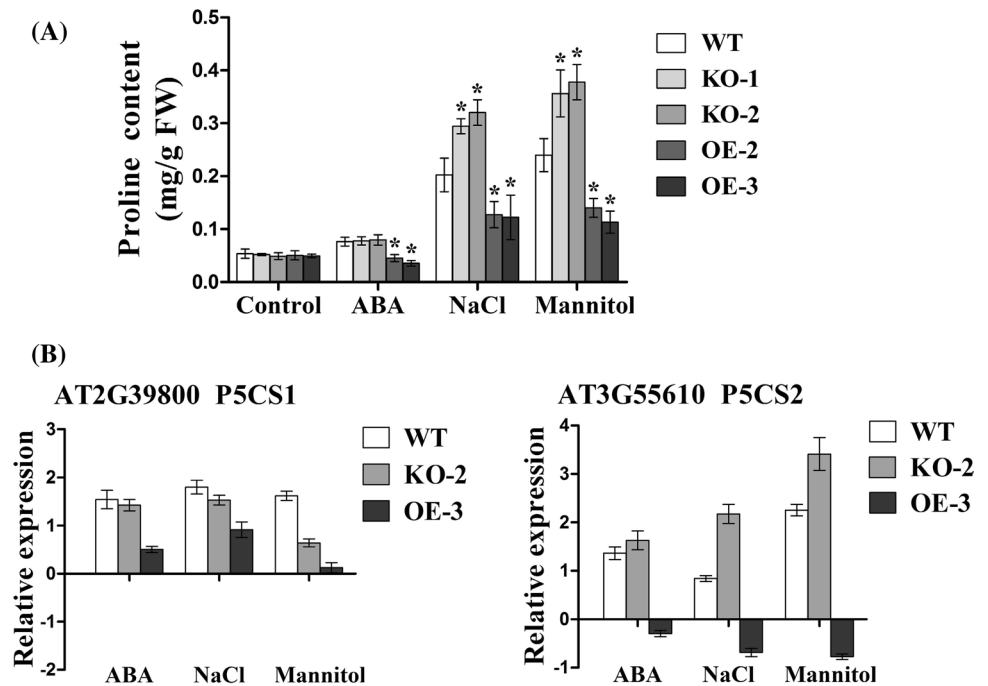 (A)
Proline content
(mg/g FW)
0.5
0.4
0.3
0.2
0.1
0.0
* * * *
* * * *
* *
Control ABA NaCl Mannitol
WT
KO-1
KO-2
OE-2
OE-3
(B)
AT2G39800 P5CS1
Relative expression
3
2
1
0
-1
-2
ABA NaCl Mannitol
WT
KO-2
OE-3
AT3G55610 P5CS2
Relative expression
4
3
2
1
0
-1
ABA NaCl Mannitol
WT
KO-2
OE-3